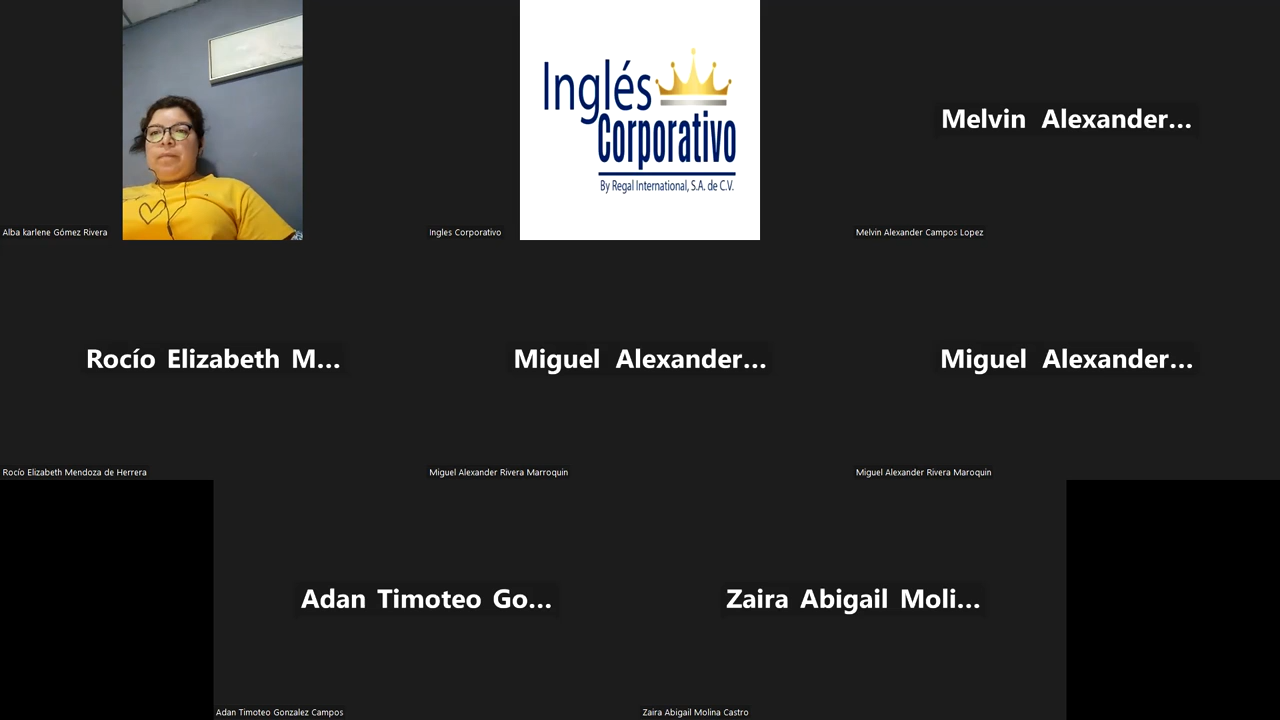 Inglés
Corporativo
By Regal International, S.A. de C.V.
Melvin Alexander...
Alba karlene Gómez Rivera
Ingles Corporativo
Melvin Alexander Campos Lopez
Rocío Elizabeth M...
Miguel Alexander...
Miguel Alexander...
Rocío Elizabeth Mendoza de Herrera
Miguel Alexander Rivera Marroquin
Miguel Alexander Rivera Maroquin
Adan Timoteo Go...
Zaira Abigail Moli...
Adan Timoteo Gonzalez Campos
Zaira Abigail Molina Castro